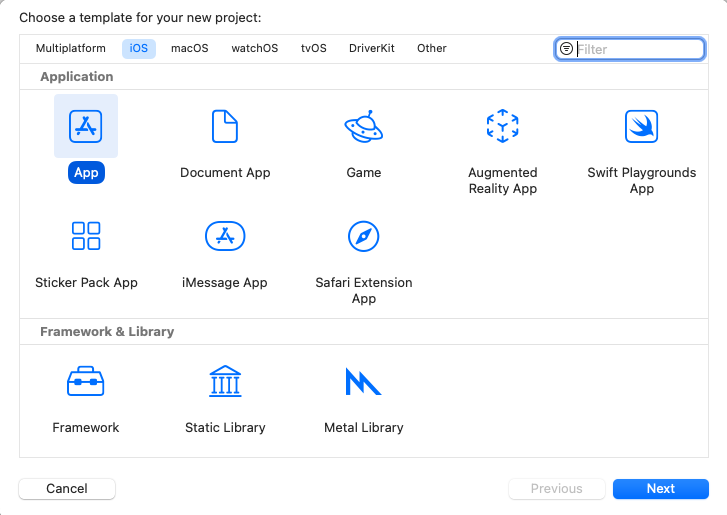 Choose a template for your new project:
Multiplatform iOS macOS watchOS tvOS DriverKit Other Filter
Application
App Document App Game Augmented Reality App Swift Playgrounds App
Sticker Pack App iMessage App Safari Extension App
Framework & Library
Framework Static Library Metal Library
Cancel Previous Next